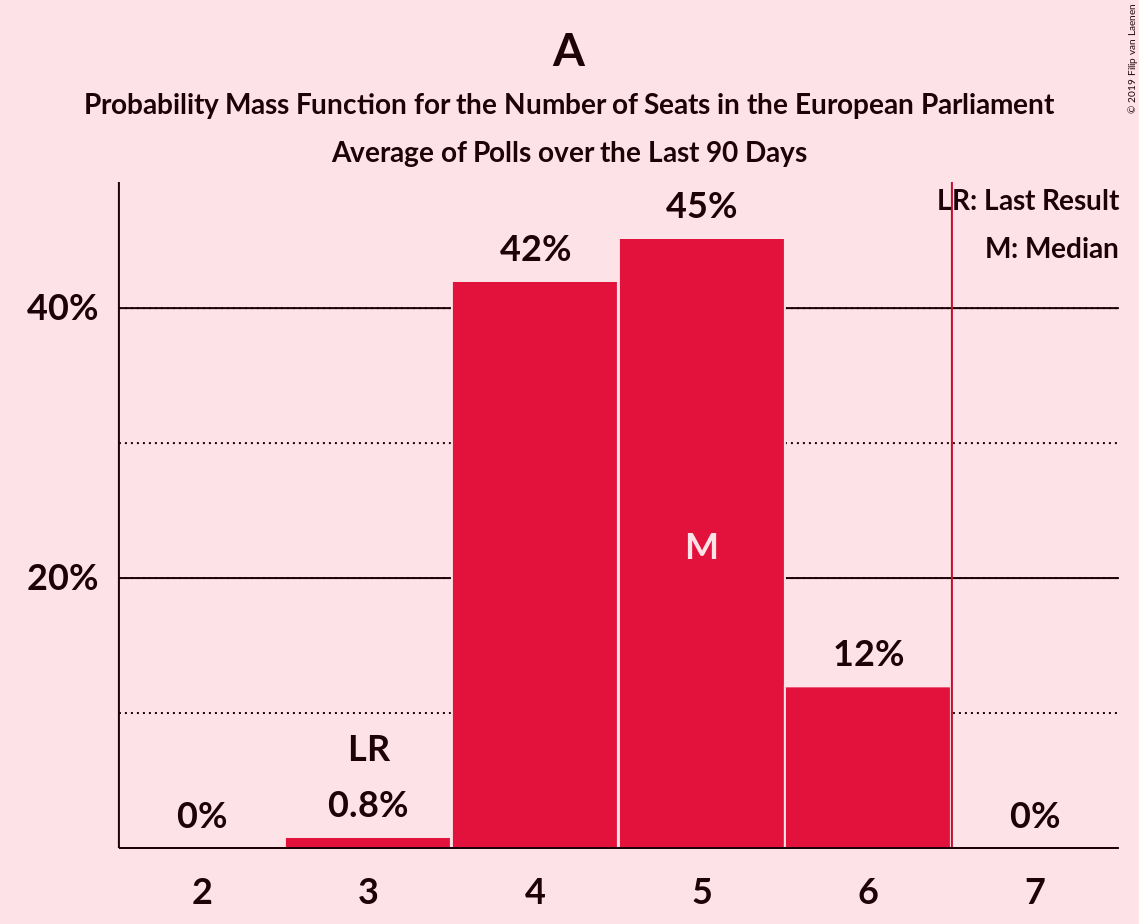 A
Probability Mass Function for the Number of Seats in the European Parliament
Average of Polls over the Last 90 Days
© 2019 Filip van Laenen
LR: Last Result
M: Median
45%
42%
40%
M
20%
12%
LR
0.8%
0%
0%
2 3 4 5 6 7